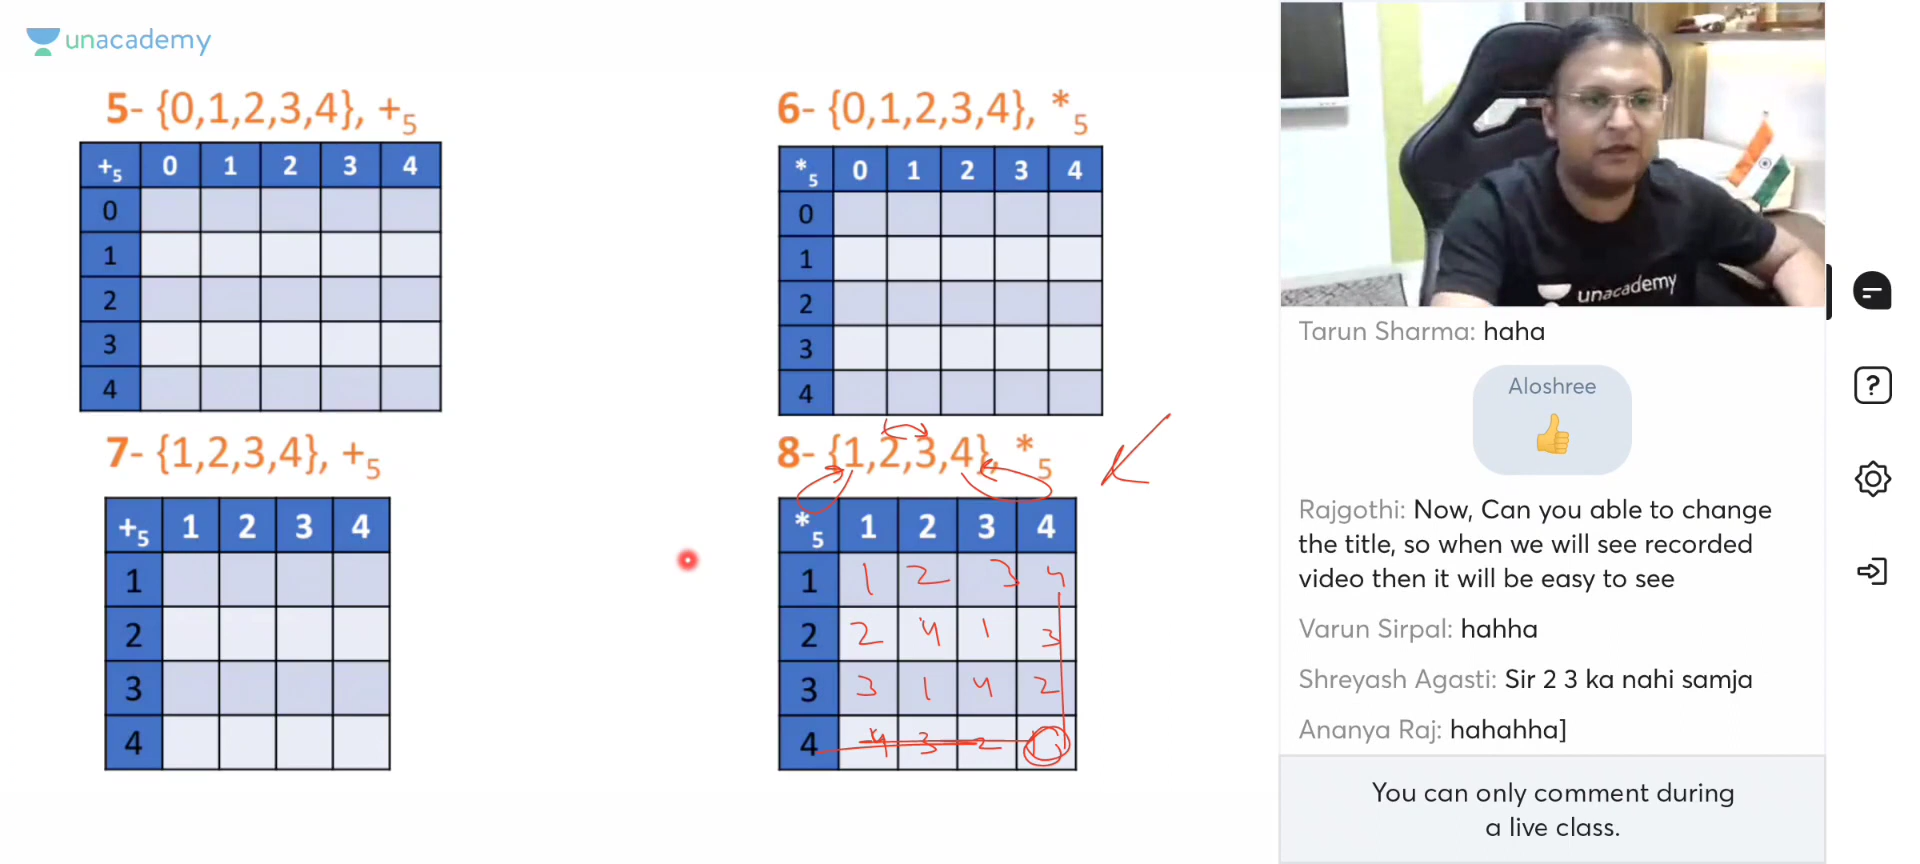 unacademy
5- {0,1,2,3,4}, +5
+5 0 1 2 3 4
0
1
2
3
4
6- {0,1,2,3,4}, *5
*5 0 1 2 3 4
0
1
2
3
4
7- {1,2,3,4}, +5
+5 1 2 3 4
1
2
3
4
8- {1,2,3,4}, *5
*5 1 2 3 4
1 1 2 3 4
2 2 4 1 3
3 3 1 4 2
4 4 3 2
unacademy
Tarun Sharma: haha
Aloshree
Rajgothi: Now, Can you able to change
the title, so when we will see recorded
video then it will be easy to see
Varun Sirpal: hahha
Shreyash Agasti: Sir 2 3 ka nahi samja
Ananya Raj: hahahha]
You can only comment during
a live class.
?